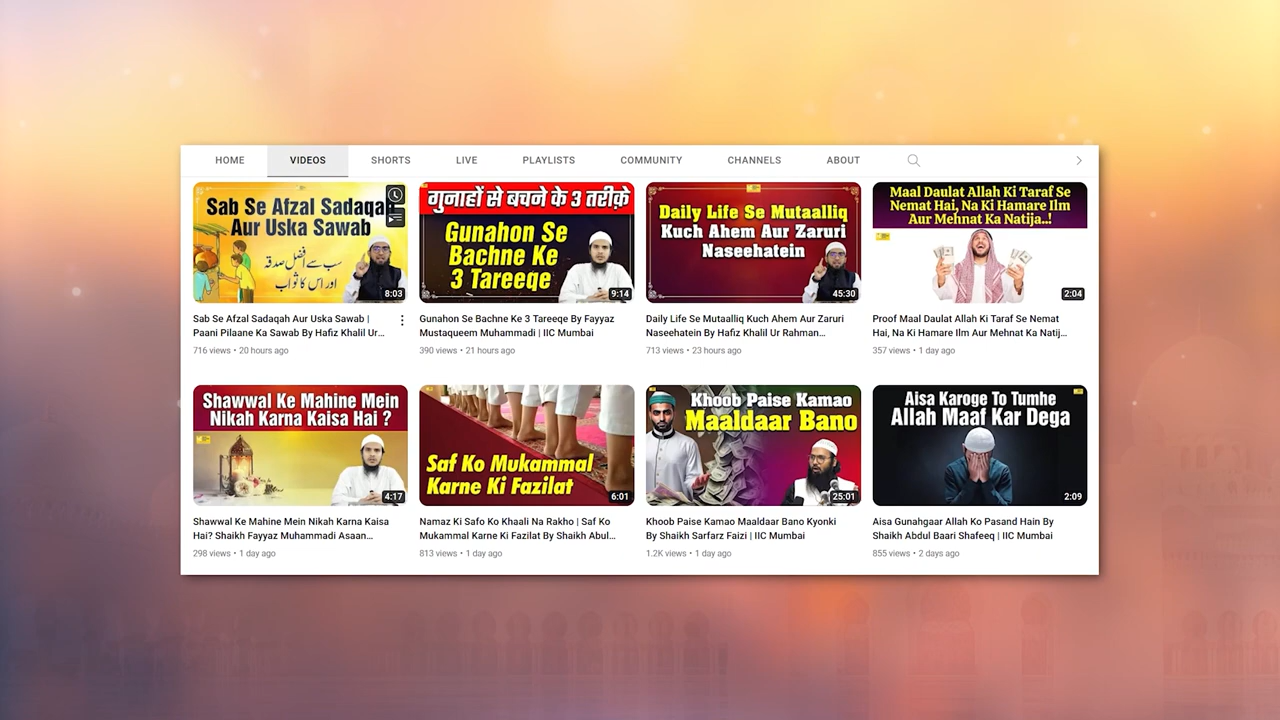 HOME VIDEOS SHORTS LIVE PLAYLISTS COMMUNITY CHANNELS ABOUT
Sab Se Afzal Sadaqah
Aur Uska Sawab
سب سے افضل صدقہ
اور اس کا ثواب
8:03
Sab Se Afzal Sadaqah Aur Uska Sawab |
Paani Pilaane Ka Sawab By Hafiz Khalil Ur...
716 views • 20 hours ago
गुनाहों से बचने के 3 तरीक़े
Gunahon Se
Bachne Ke
3 Tareeqe
9:14
Gunahon Se Bachne Ke 3 Tareeqe By Fayyaz
Mustaqueem Muhammadi | IIC Mumbai
390 views • 21 hours ago
Daily Life Se Mutaalliq
Kuch Ahem Aur Zaruri
Naseehatein
45:30
Daily Life Se Mutaalliq Kuch Ahem Aur Zaruri
Naseehatein By Hafiz Khalil Ur Rahman...
713 views • 23 hours ago
Maal Daulat Allah Ki Taraf Se
Nemat Hai, Na Ki Hamare Ilm
Aur Mehnat Ka Natija..!
2:04
Proof Maal Daulat Allah Ki Taraf Se Nemat
Hai, Na Ki Hamare Ilm Aur Mehnat Ka Natij...
357 views • 1 day ago
Shawwal Ke Mahine Mein
Nikah Karna Kaisa Hai ?
4:17
Shawwal Ke Mahine Mein Nikah Karna Kaisa
Hai? Shaikh Fayyaz Muhammadi Asaan...
298 views • 1 day ago
Saf Ko Mukammal
Karne Ki Fazilat
6:01
Namaz Ki Safo Ko Khaali Na Rakho | Saf Ko
Mukammal Karne Ki Fazilat By Shaikh Abul...
813 views • 1 day ago
Khoob Paise Kamao
Maaldaar Bano
25:01
Khoob Paise Kamao Maaldaar Bano Kyonki
By Shaikh Sarfarz Faizi | IIC Mumbai
1.2K views • 1 day ago
Aisa Karoge To Tumhe
Allah Maaf Kar Dega
2:09
Aisa Gunahgaar Allah Ko Pasand Hain By
Shaikh Abdul Baari Shafeeq | IIC Mumbai
855 views • 2 days ago